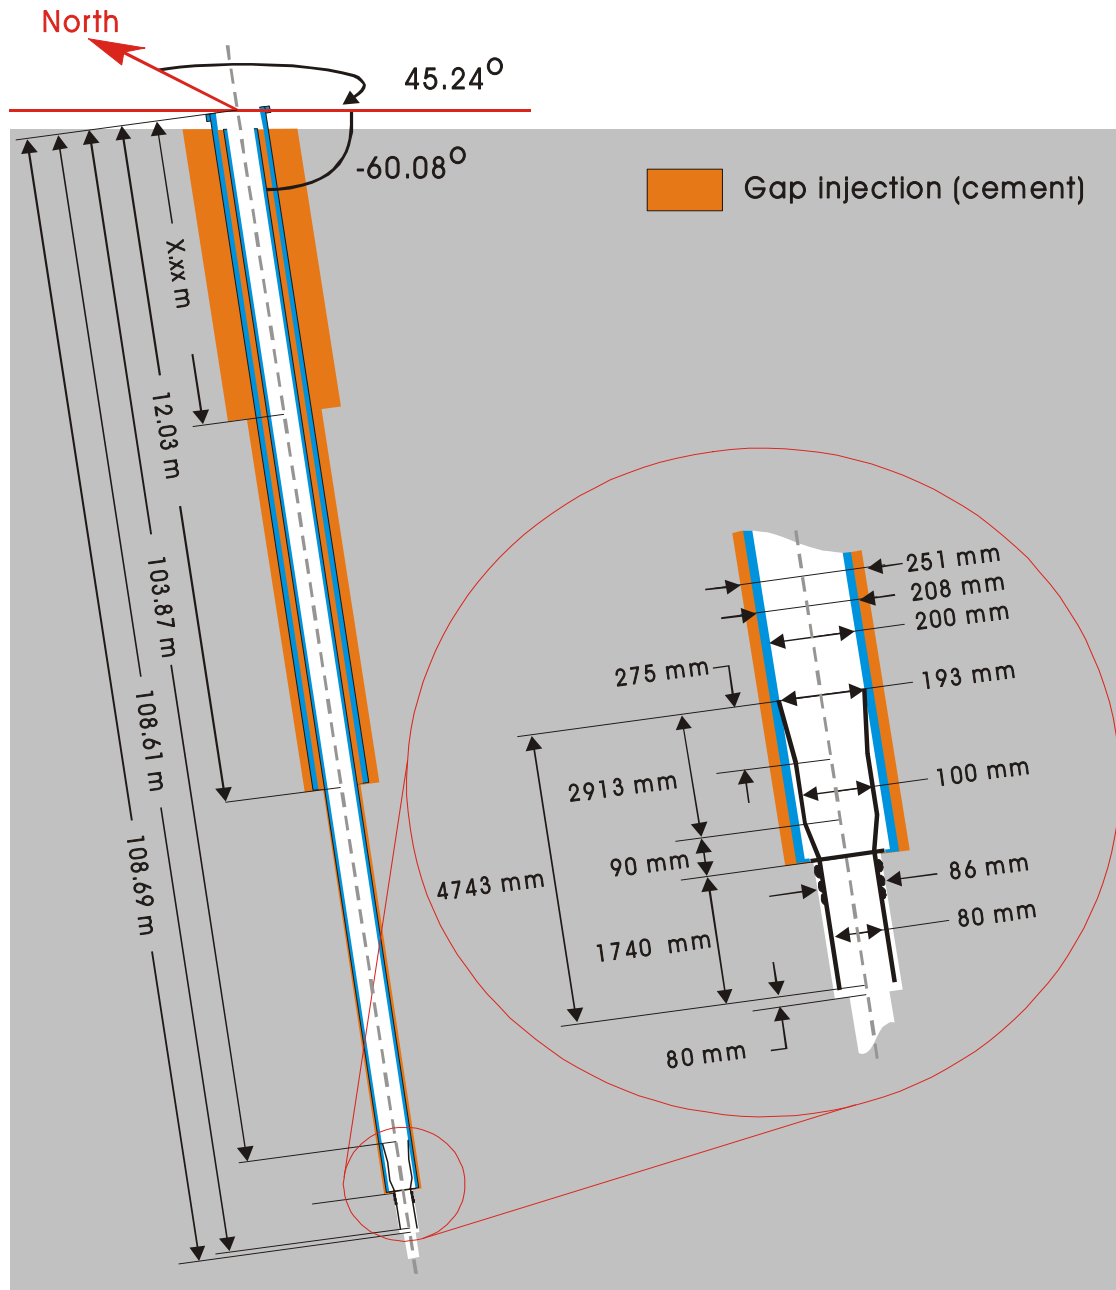 North
45.24°
-60.08°
Gap injection (cement)
X.xx m
12.03 m
103.87 m
108.61 m
108.69 m
251 mm
208 mm
200 mm
275 mm
193 mm
2913 mm
100 mm
90 mm
4743 mm
86 mm
80 mm
1740 mm
80 mm